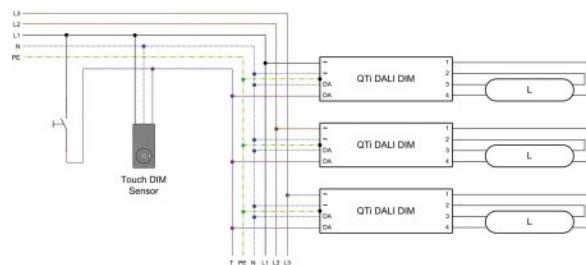 L3
L2
L1
N
PE
~
~
DA
DA
QTi DALI DIM
1
2
3
4
L
~
~
DA
DA
QTi DALI DIM
1
2
3
4
L
Touch DIM
Sensor
~
~
DA
DA
QTi DALI DIM
1
2
3
4
L
T PE N L1 L2 L3